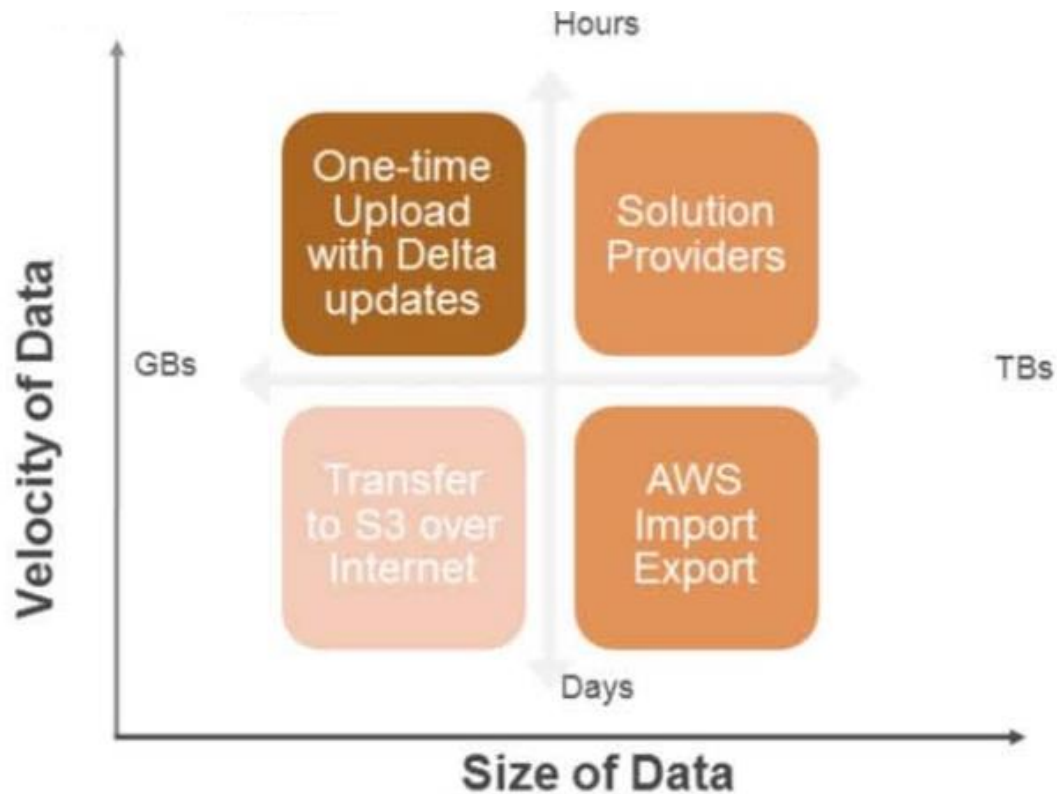 Hours
One-time
Upload
with Delta
updates
Solution
Providers
GBs
TBs
Velocity of Data
Transfer
to S3 over
Internet
AWS
Import
Export
Days
Size of Data